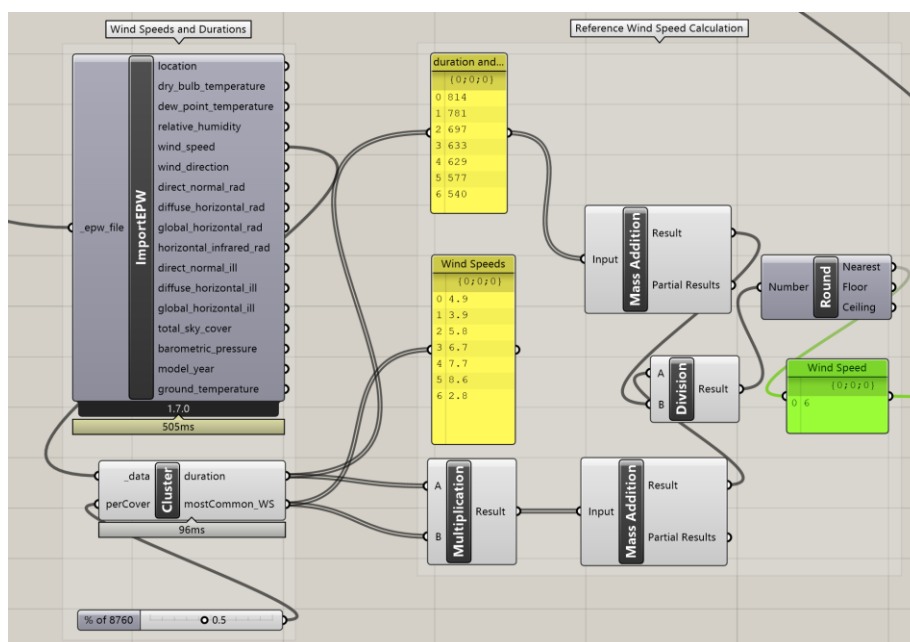 Wind Speeds and Durations
Reference Wind Speed Calculation
_epw_file
ImportEPW
location
dry_bulb_temperature
dew_point_temperature
relative_humidity
wind_speed
wind_direction
direct_normal_rad
diffuse_horizontal_rad
global_horizontal_rad
horizontal_infrared_rad
direct_normal_ill
diffuse_horizontal_ill
global_horizontal_ill
total_sky_cover
barometric_pressure
model_year
ground_temperature
1.7.0
505ms
_data
perCover
Cluster
duration
mostCommon_WS
96ms
% of 8760
0.5
duration and...
{0;0;0}
0 814
1 781
2 697
3 633
4 629
5 577
6 540
Wind Speeds
{0;0;0}
0 4.9
1 3.9
2 5.8
3 6.7
4 7.7
5 8.6
6 2.8
A
B
Multiplication
Result
Input
Mass Addition
Result
Partial Results
Input
Mass Addition
Result
Partial Results
A
B
Division
Result
Number
Round
Nearest
Floor
Ceiling
Wind Speed
{0;0;0}
0 6